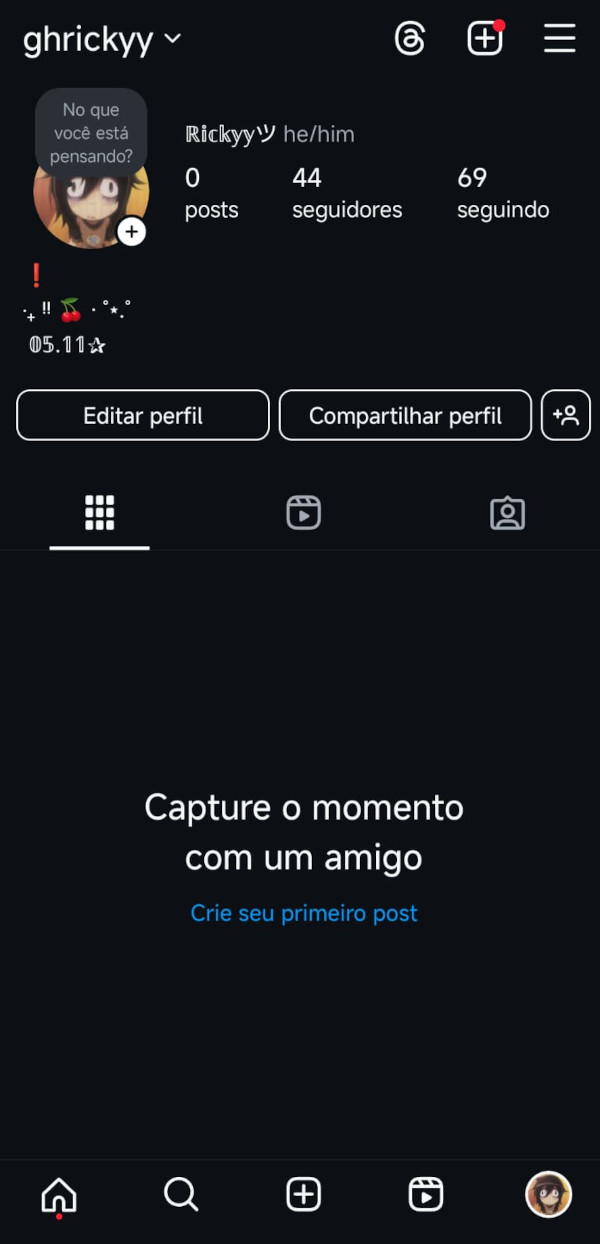 ghrickyy
No que
você está
pensando?
ℝ𝕚𝕔𝕜𝕪𝕪ツ he/him
0
posts
44
seguidores
69
seguindo
❗
‧₊ ‼ 🍒 ⋅ ˚⋆.˚
𝟘𝟝.𝟙𝟙✰
Editar perfil
Compartilhar perfil
Capture o momento
com um amigo
Crie seu primeiro post